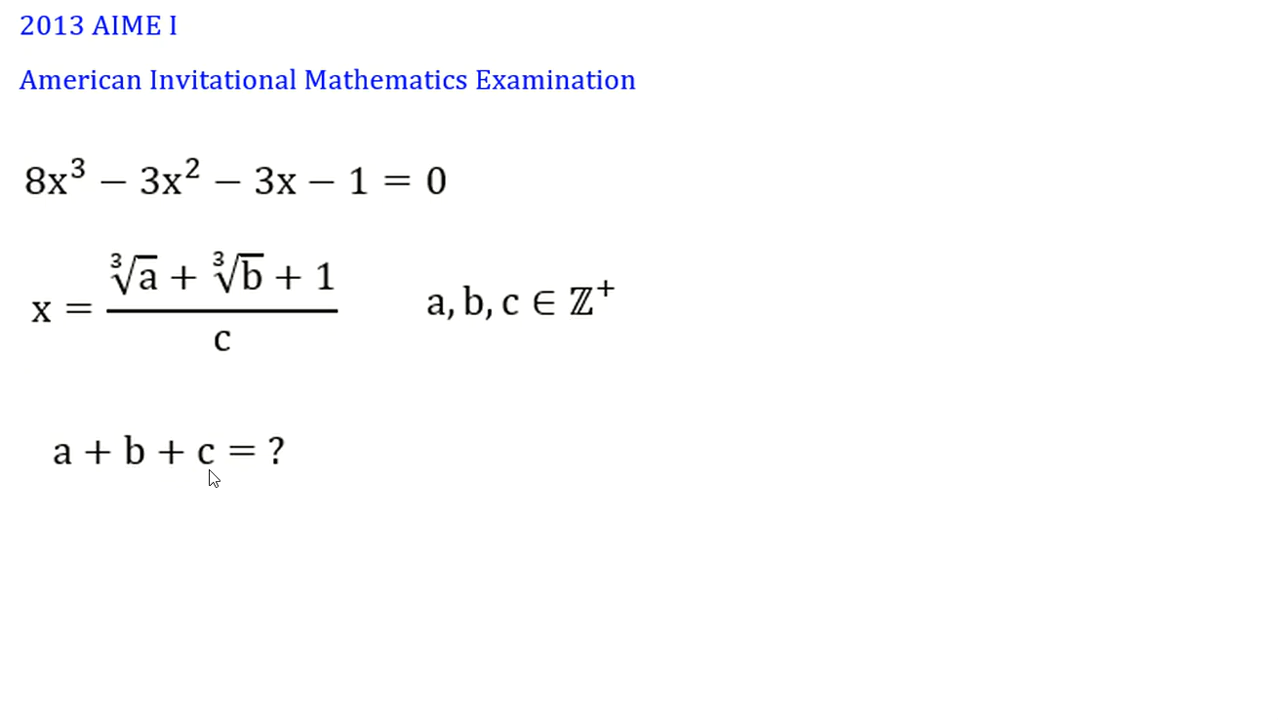 2013 AIME I
American Invitational Mathematics Examination
8x³ − 3x² − 3x − 1 = 0
x = (∛a + ∛b + 1) / c    a, b, c ∈ ℤ⁺
a + b + c = ?